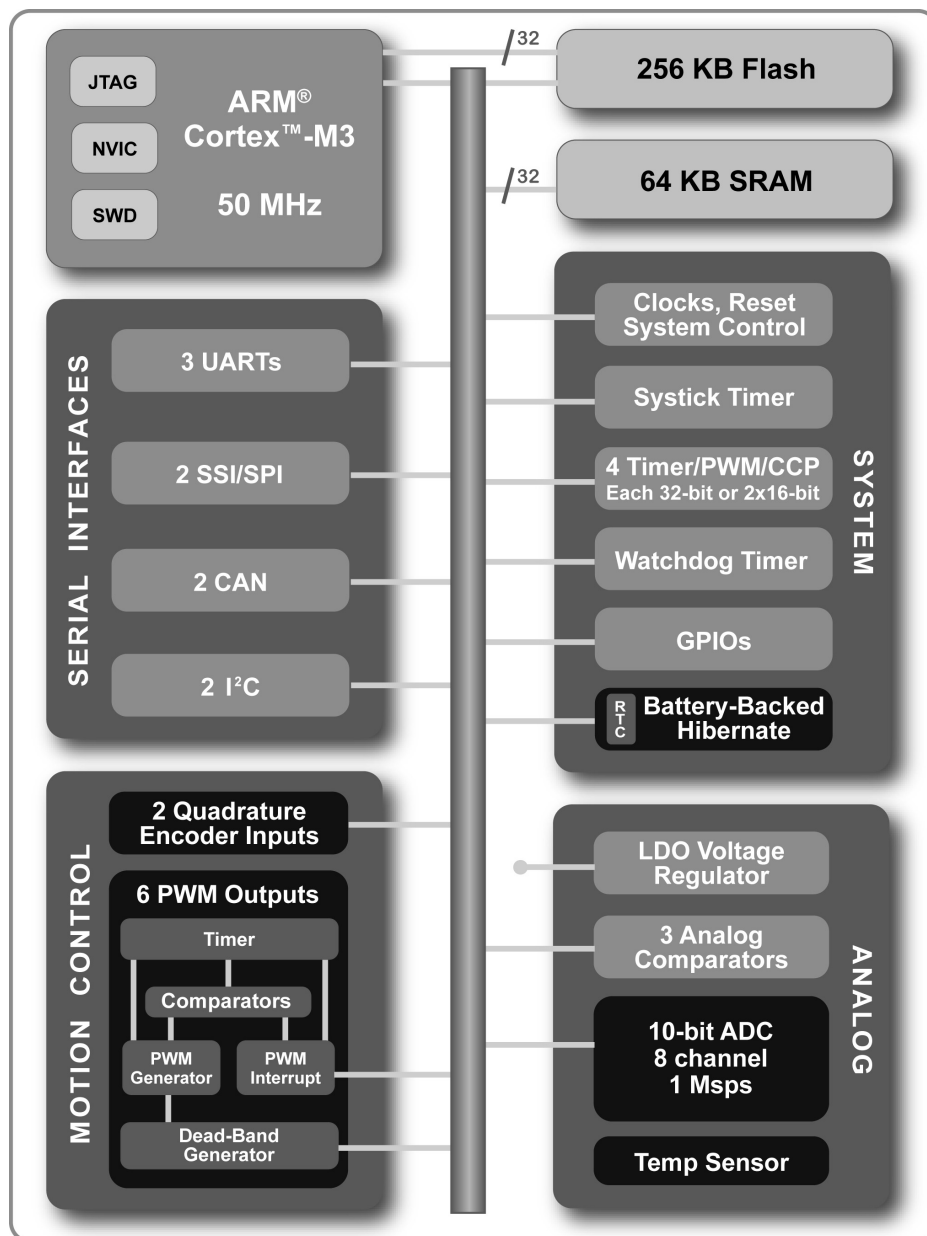 JTAG
NVIC
SWD
ARM®
Cortex™-M3
50 MHz
32
256 KB Flash
32
64 KB SRAM
SERIAL INTERFACES
3 UARTs
2 SSI/SPI
2 CAN
2 I²C
SYSTEM
Clocks, Reset
System Control
Systick Timer
4 Timer/PWM/CCP
Each 32-bit or 2x16-bit
Watchdog Timer
GPIOs
RTC
Battery-Backed
Hibernate
MOTION CONTROL
2 Quadrature
Encoder Inputs
6 PWM Outputs
Timer
Comparators
PWM
Generator
PWM
Interrupt
Dead-Band
Generator
ANALOG
LDO Voltage
Regulator
3 Analog
Comparators
10-bit ADC
8 channel
1 Msps
Temp Sensor